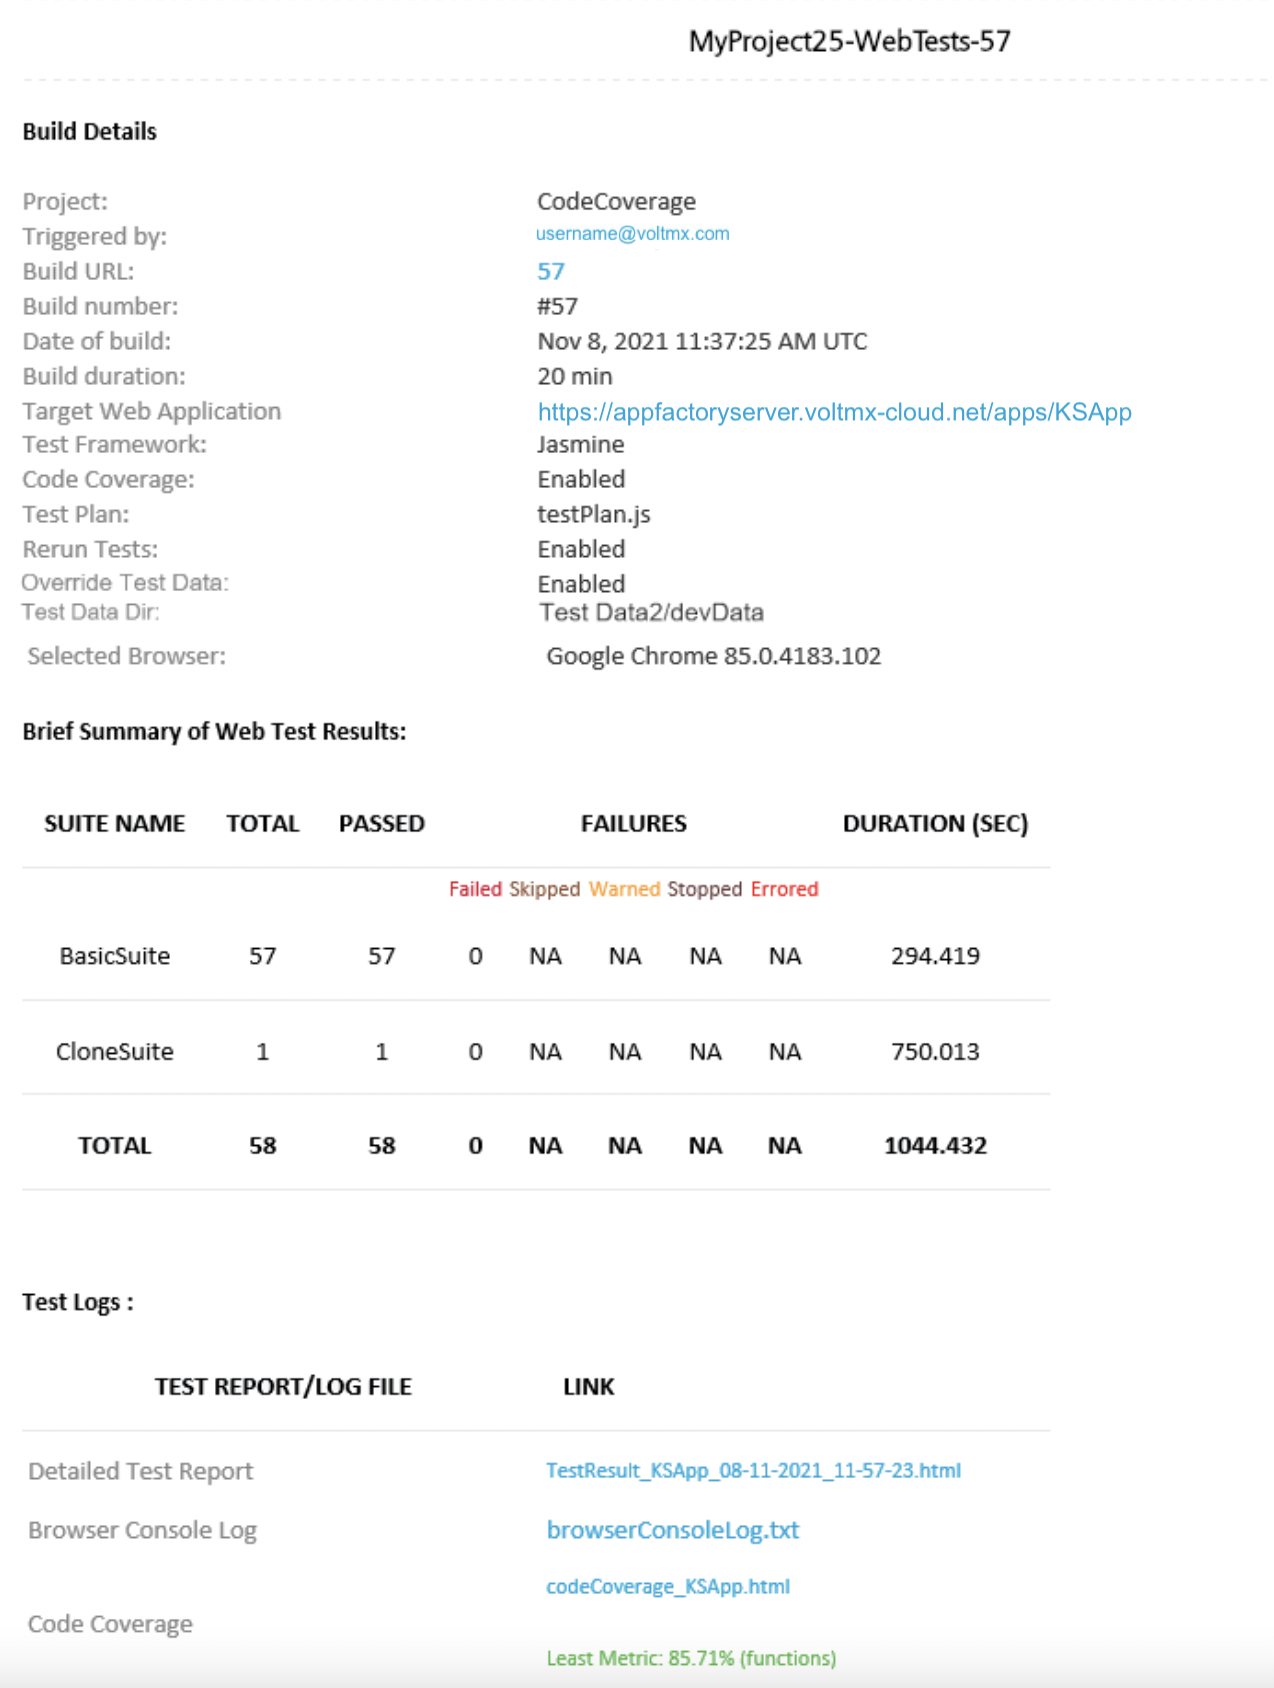 MyProject25-WebTests-57
Build Details
Project: CodeCoverage
Triggered by: username@voltmx.com
Build URL: 57
Build number: #57
Date of build: Nov 8, 2021 11:37:25 AM UTC
Build duration: 20 min
Target Web Application https://appfactoryserver.voltmx-cloud.net/apps/KSApp
Test Framework: Jasmine
Code Coverage: Enabled
Test Plan: testPlan.js
Rerun Tests: Enabled
Override Test Data: Enabled
Test Data Dir: Test Data2/devData
Selected Browser: Google Chrome 85.0.4183.102
Brief Summary of Web Test Results:
SUITE NAME TOTAL PASSED FAILURES DURATION (SEC)
Failed Skipped Warned Stopped Errored
BasicSuite 57 57 0 NA NA NA NA 294.419
CloneSuite 1 1 0 NA NA NA NA 750.013
TOTAL 58 58 0 NA NA NA NA 1044.432
Test Logs :
TEST REPORT/LOG FILE LINK
Detailed Test Report TestResult_KSApp_08-11-2021_11-57-23.html
Browser Console Log browserConsoleLog.txt
codeCoverage_KSApp.html
Code Coverage
Least Metric: 85.71% (functions)